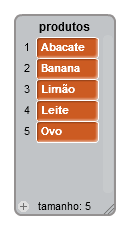 produtos
1 Abacate
2 Banana
3 Limão
4 Leite
5 Ovo
+ tamanho: 5